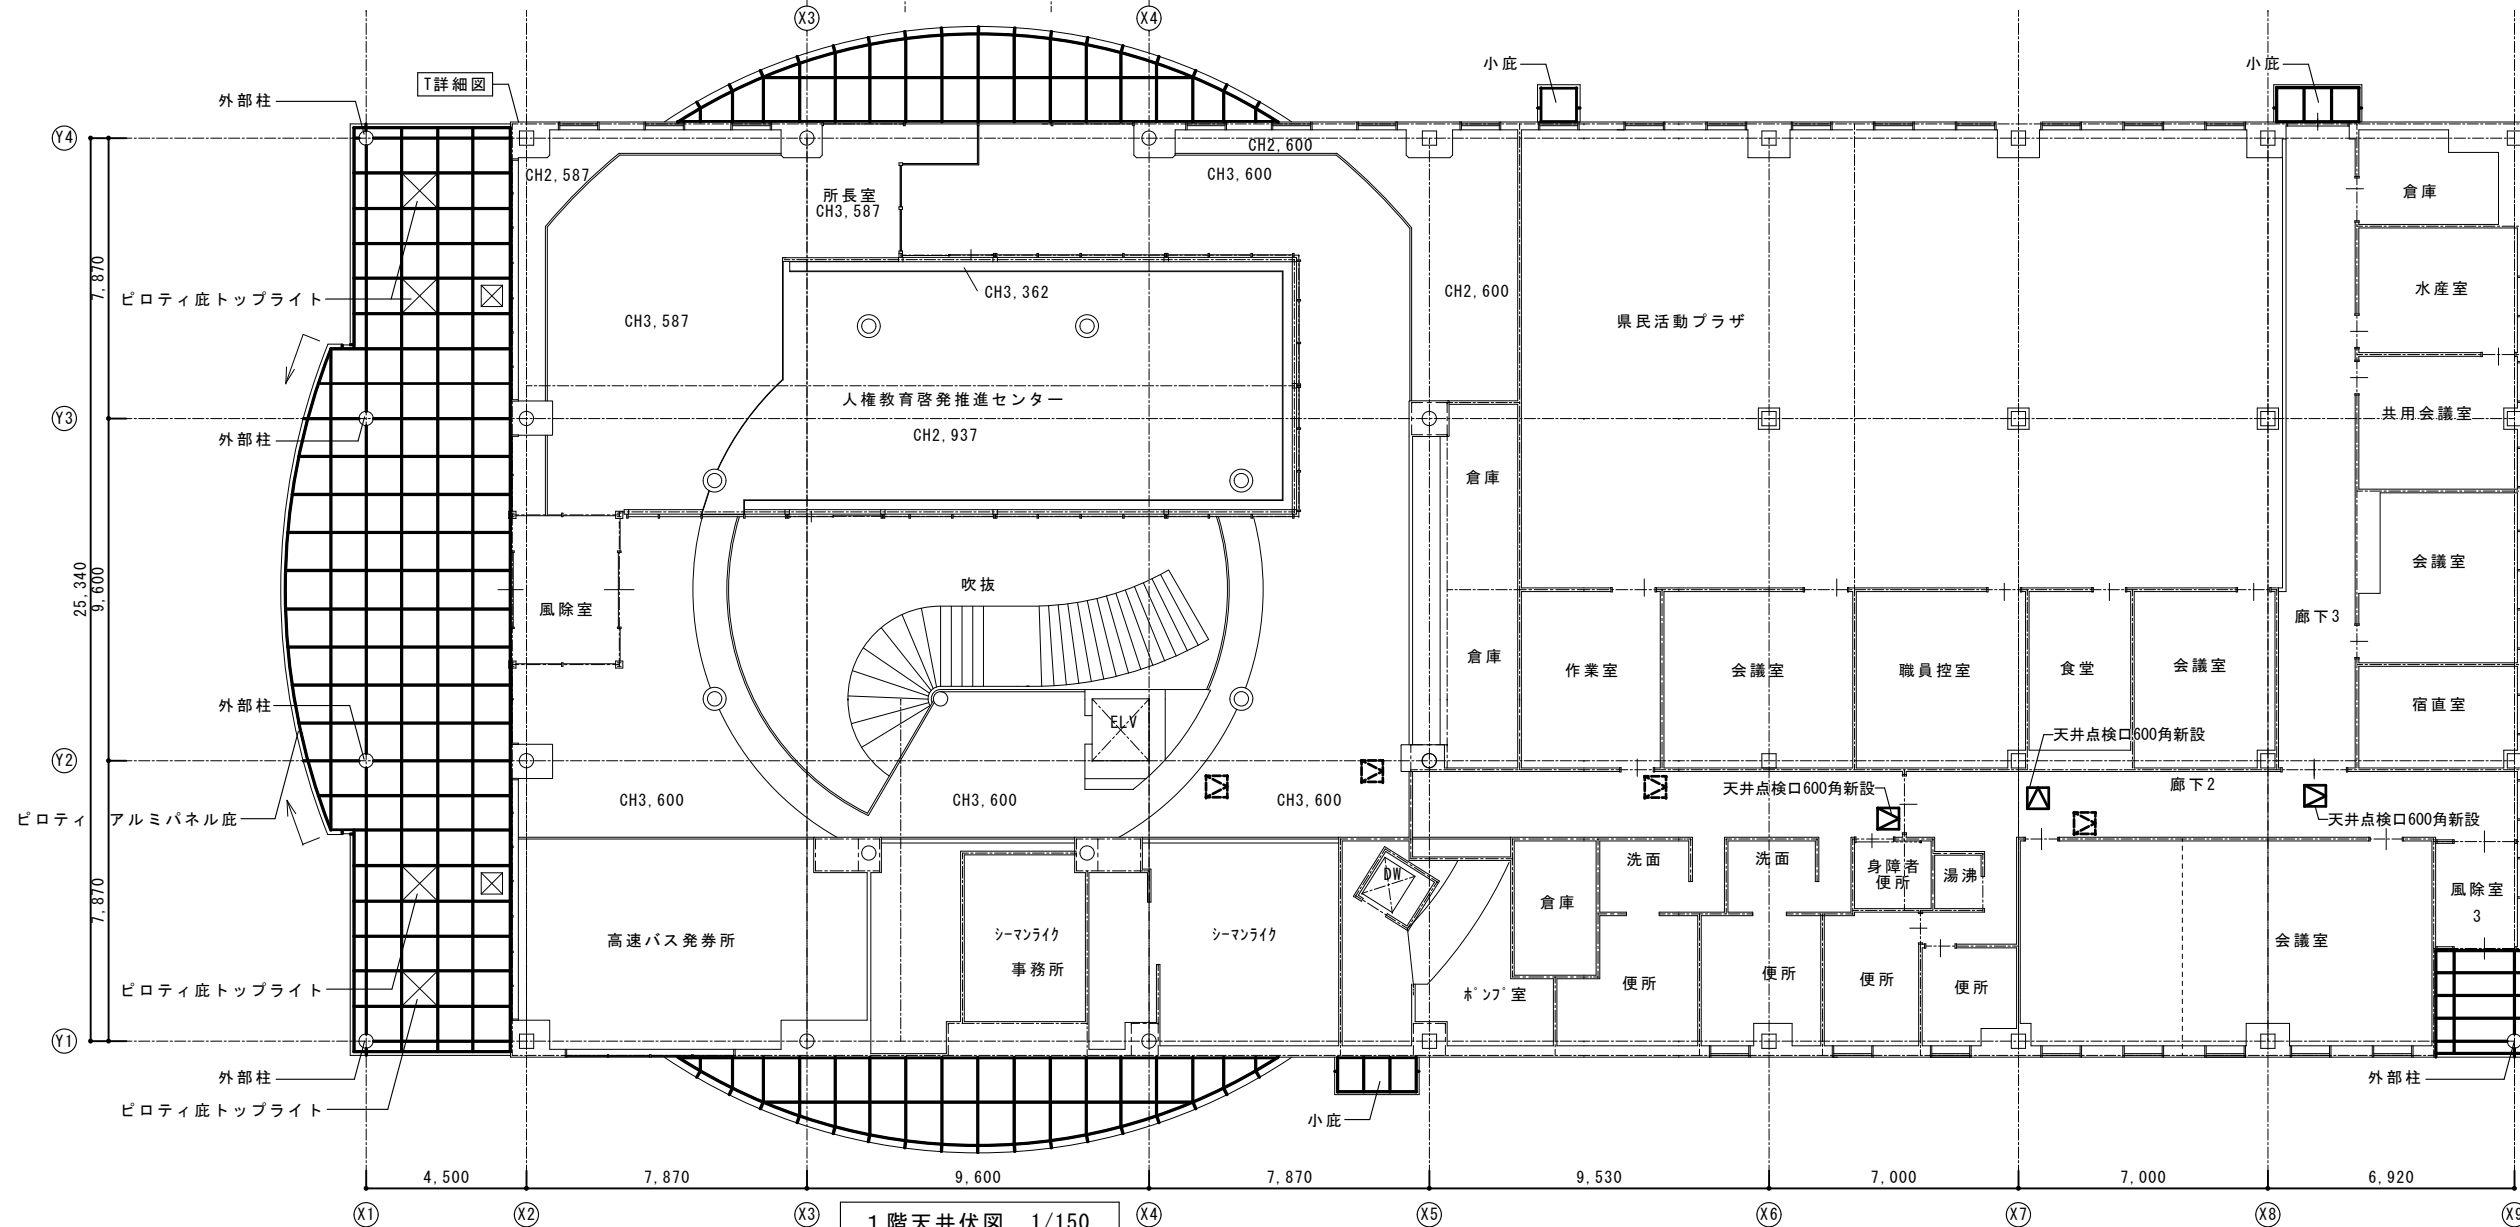 X3
X4
小庇
小庇
T詳細図
外部柱
Y4
CH2,600
CH2,587
CH3,600
所長室
CH3,587
倉庫
7,870
ピロティ庇トップライト
CH3,362
CH2,600
水産室
CH3,587
県民活動プラザ
人権教育啓発推進センター
共用会議室
Y3
外部柱
CH2,937
倉庫
25,340
9,600
吹抜
会議室
風除室
廊下3
倉庫
作業室
会議室
職員控室
食堂
会議室
宿直室
外部柱
ELV
天井点検口600角新設
Y2
CH3,600
CH3,600
CH3,600
天井点検口600角新設
廊下2
ピロティ アルミパネル庇
天井点検口600角新設
洗面
洗面
身障者
便所
湯沸
DW
風除室
3
倉庫
7,870
高速バス発券所
シーマンライク
事務所
シーマンライク
会議室
ピロティ庇トップライト
ポンプ室
便所
便所
便所
便所
Y1
外部柱
外部柱
ピロティ庇トップライト
小庇
4,500
7,870
9,600
7,870
9,530
7,000
7,000
6,920
X1
X2
X3
1階天井伏図 1/150
X4
X5
X6
X7
X8
X9